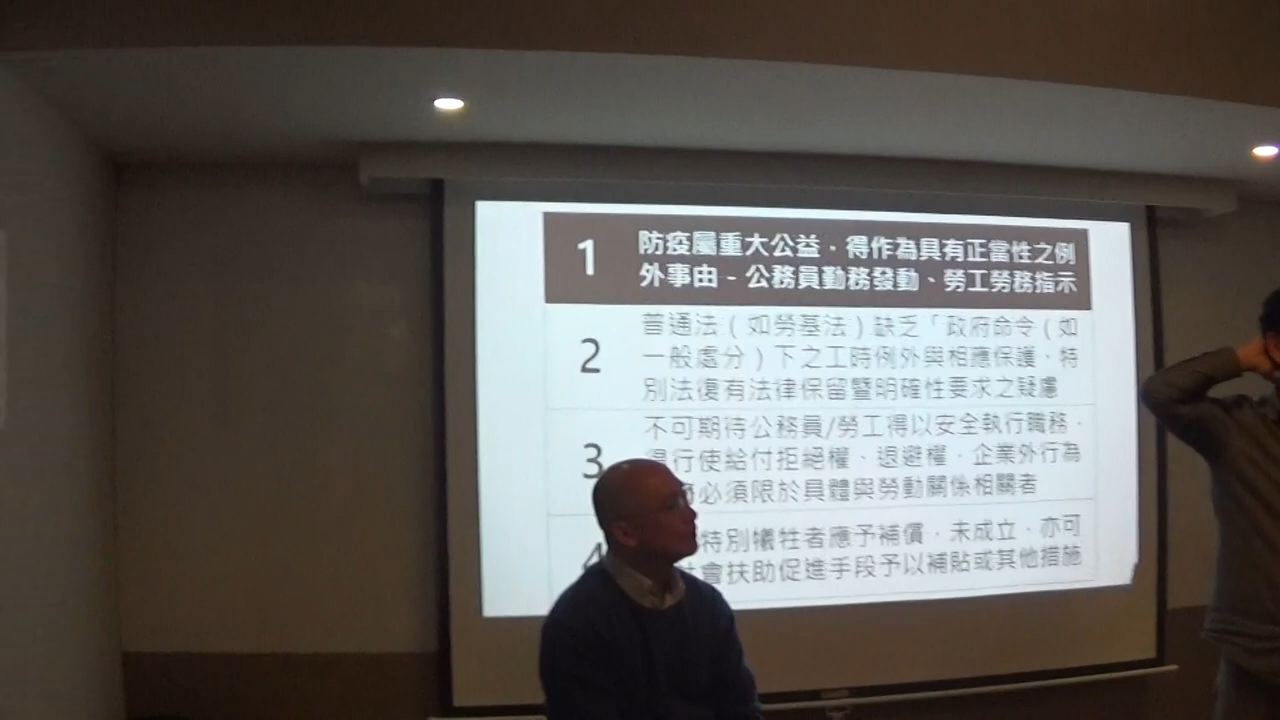 1
防疫屬重大公益，得作為具有正當性之例
外事由－公務員勤務發動、勞工勞務指示
2
普通法（如勞基法）缺乏「政府命令（如
一般處分）下之工時例外與相應保護、特
別法復有法律保留暨明確性要求之疑慮
3
不可期待公務員/勞工得以安全執行職務，
得行使給付拒絕權、退避權，企業外行為
必須限於具體與勞動關係相關者
4
特別犧牲者應予補償，未成立，亦可
會扶助促進手段予以補貼或其他措施